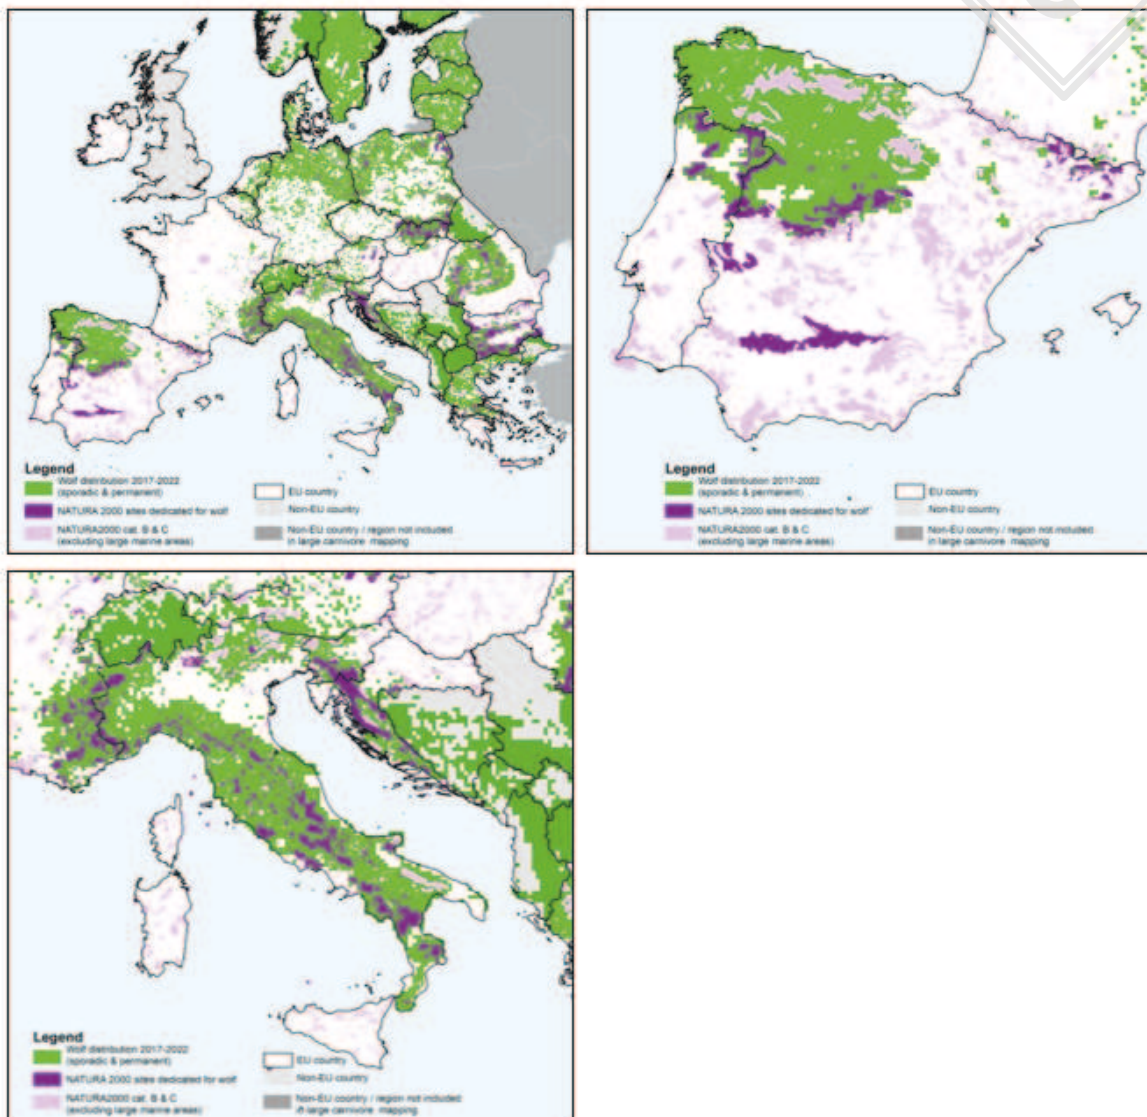 Legend
Wolf distribution 2017-2022
(sporadic & permanent)
NATURA 2000 sites dedicated for wolf
NATURA2000 cat. B & C
(excluding large marine areas)
EU country
Non-EU country
Non-EU country / region not included
in large carnivore mapping
Legend
Wolf distribution 2017-2022
(sporadic & permanent)
NATURA 2000 sites dedicated for wolf
NATURA2000 cat. B & C
(excluding large marine areas)
EU country
Non-EU country
Non-EU country / region not included
in large carnivore mapping
Legend
Wolf distribution 2017-2022
(sporadic & permanent)
NATURA 2000 sites dedicated for wolf
NATURA2000 cat. B & C
(excluding large marine areas)
EU country
Non-EU country
Non-EU country / region not included
in large carnivore mapping